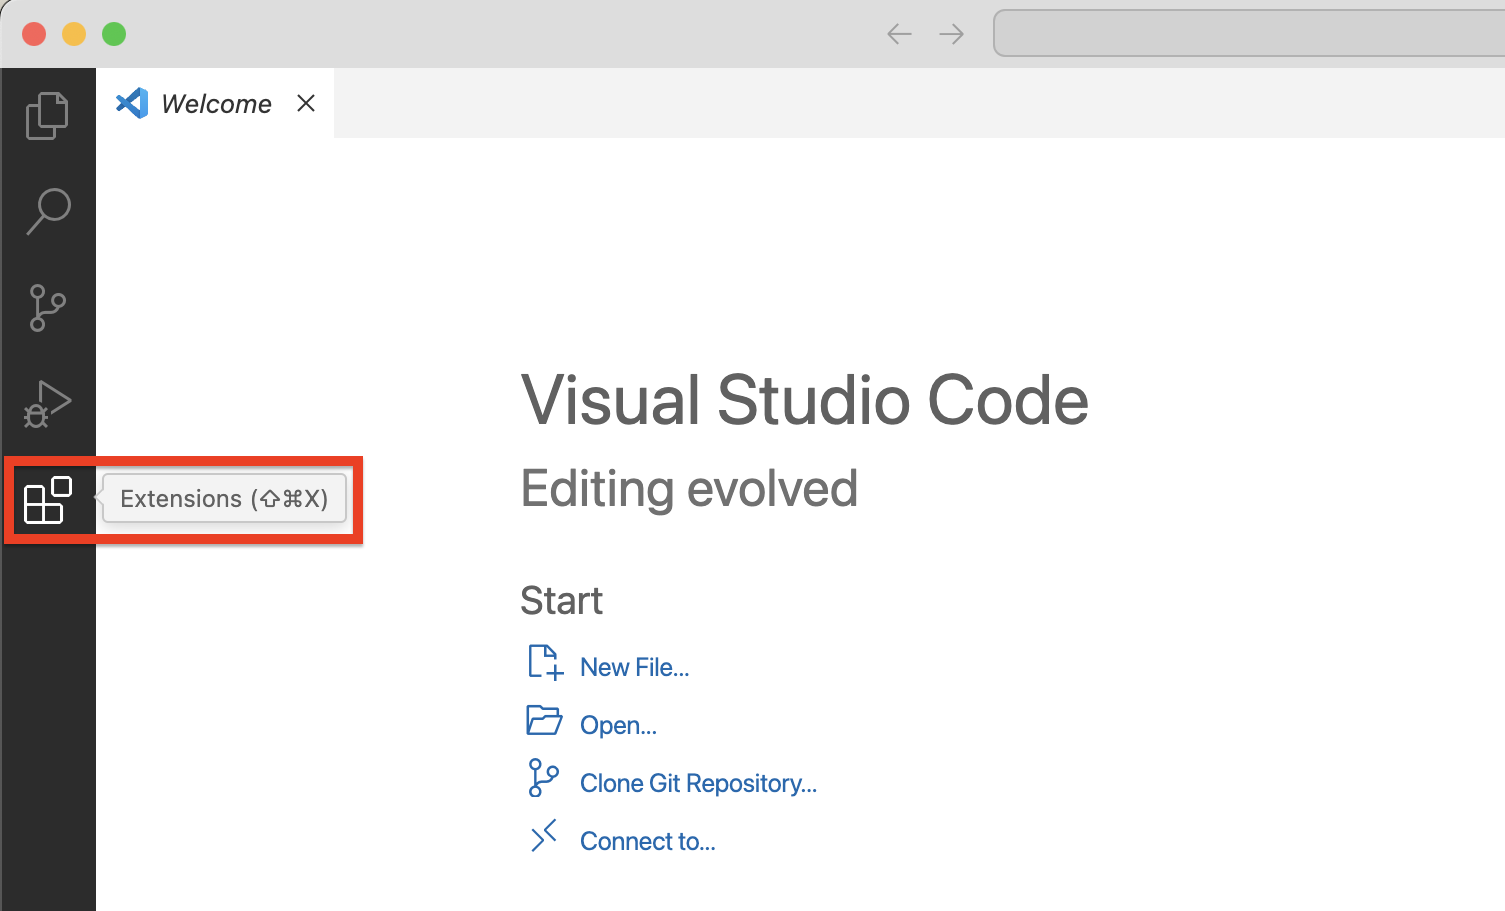 Welcome
Visual Studio Code
Editing evolved
Extensions (⇧⌘X)
Start
New File...
Open...
Clone Git Repository...
Connect to...